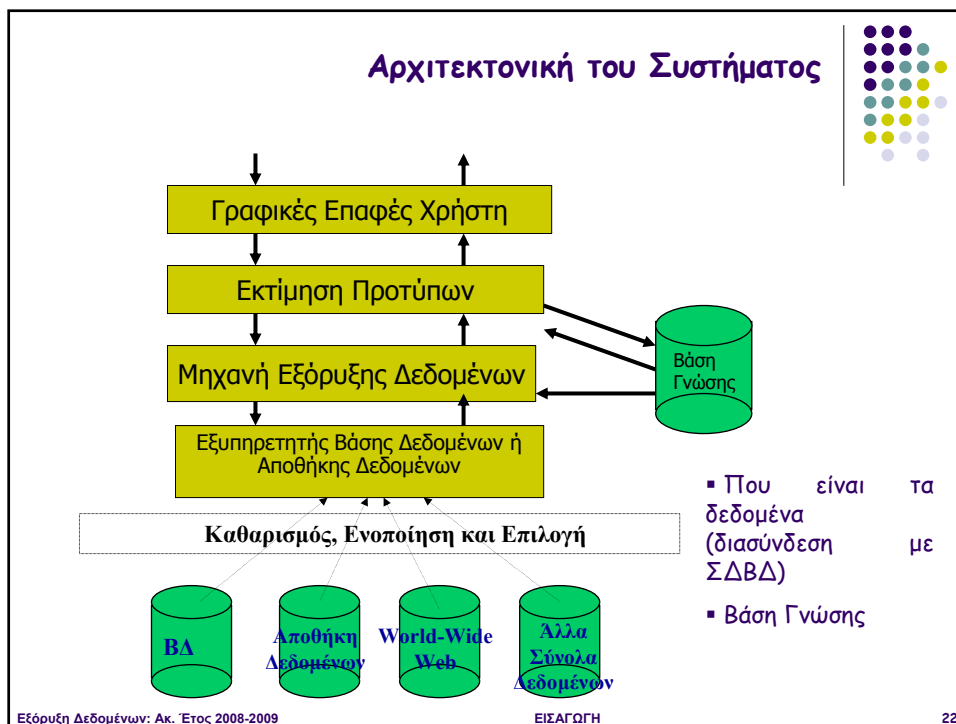 Αρχιτεκτονική του Συστήματος
Γραφικές Επαφές Χρήστη
Εκτίμηση Προτύπων
Μηχανή Εξόρυξης Δεδομένων
Βάση
Γνώσης
Εξυπηρετητής Βάσης Δεδομένων ή
Αποθήκης Δεδομένων
Καθαρισμός, Ενοποίηση και Επιλογή
▪ Που είναι τα
δεδομένα
(διασύνδεση με
ΣΔΒΔ)
▪ Βάση Γνώσης
ΒΔ
Αποθήκη
Δεδομένων
World-Wide
Web
Άλλα
Σύνολα
Δεδομένων
Εξόρυξη Δεδομένων: Ακ. Έτος 2008-2009 ΕΙΣΑΓΩΓΗ 22